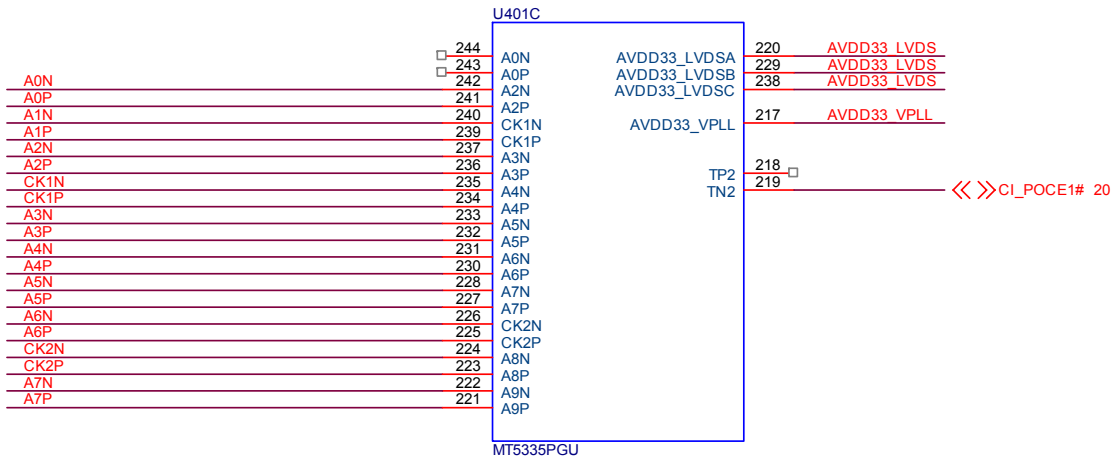 U401C
244 A0N AVDD33_LVDSA 220 AVDD33_LVDS
243 A0P AVDD33_LVDSB 229 AVDD33_LVDS
A0N 242 A2N AVDD33_LVDSC 238 AVDD33_LVDS
A0P 241 A2P
A1N 240 CK1N AVDD33_VPLL 217 AVDD33_VPLL
A1P 239 CK1P
A2N 237 A3N
A2P 236 A3P TP2 218
CK1N 235 A4N TN2 219 CI_POCE1# 20
CK1P 234 A4P
A3N 233 A5N
A3P 232 A5P
A4N 231 A6N
A4P 230 A6P
A5N 228 A7N
A5P 227 A7P
A6N 226 CK2N
A6P 225 CK2P
CK2N 224 A8N
CK2P 223 A8P
A7N 222 A9N
A7P 221 A9P
MT5335PGU